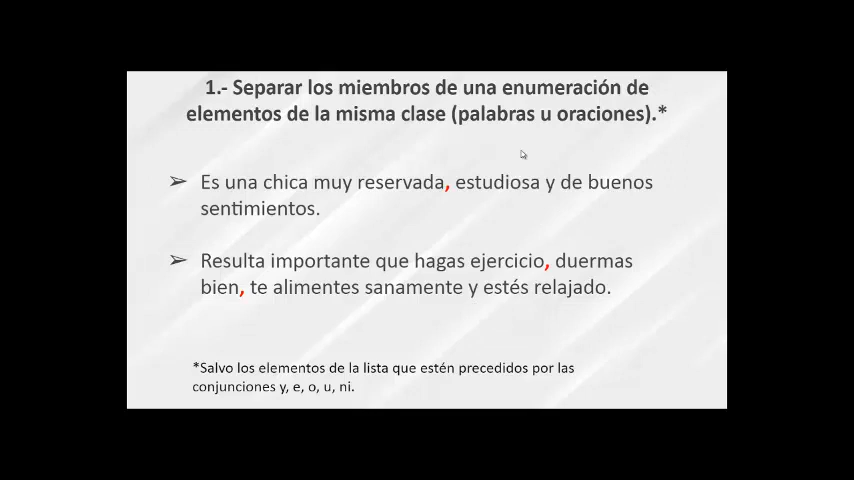 1.- Separar los miembros de una enumeración de
elementos de la misma clase (palabras u oraciones).*
➢ Es una chica muy reservada, estudiosa y de buenos
sentimientos.
➢ Resulta importante que hagas ejercicio, duermas
bien, te alimentes sanamente y estés relajado.
*Salvo los elementos de la lista que estén precedidos por las
conjunciones y, e, o, u, ni.